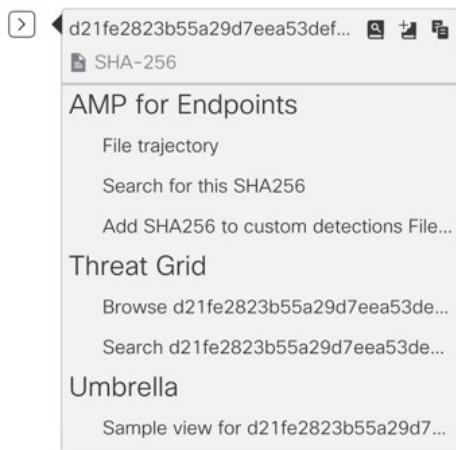 d21fe2823b55a29d7eea53def...
SHA-256
AMP for Endpoints
File trajectory
Search for this SHA256
Add SHA256 to custom detections File...
Threat Grid
Browse d21fe2823b55a29d7eea53de...
Search d21fe2823b55a29d7eea53de...
Umbrella
Sample view for d21fe2823b55a29d7...